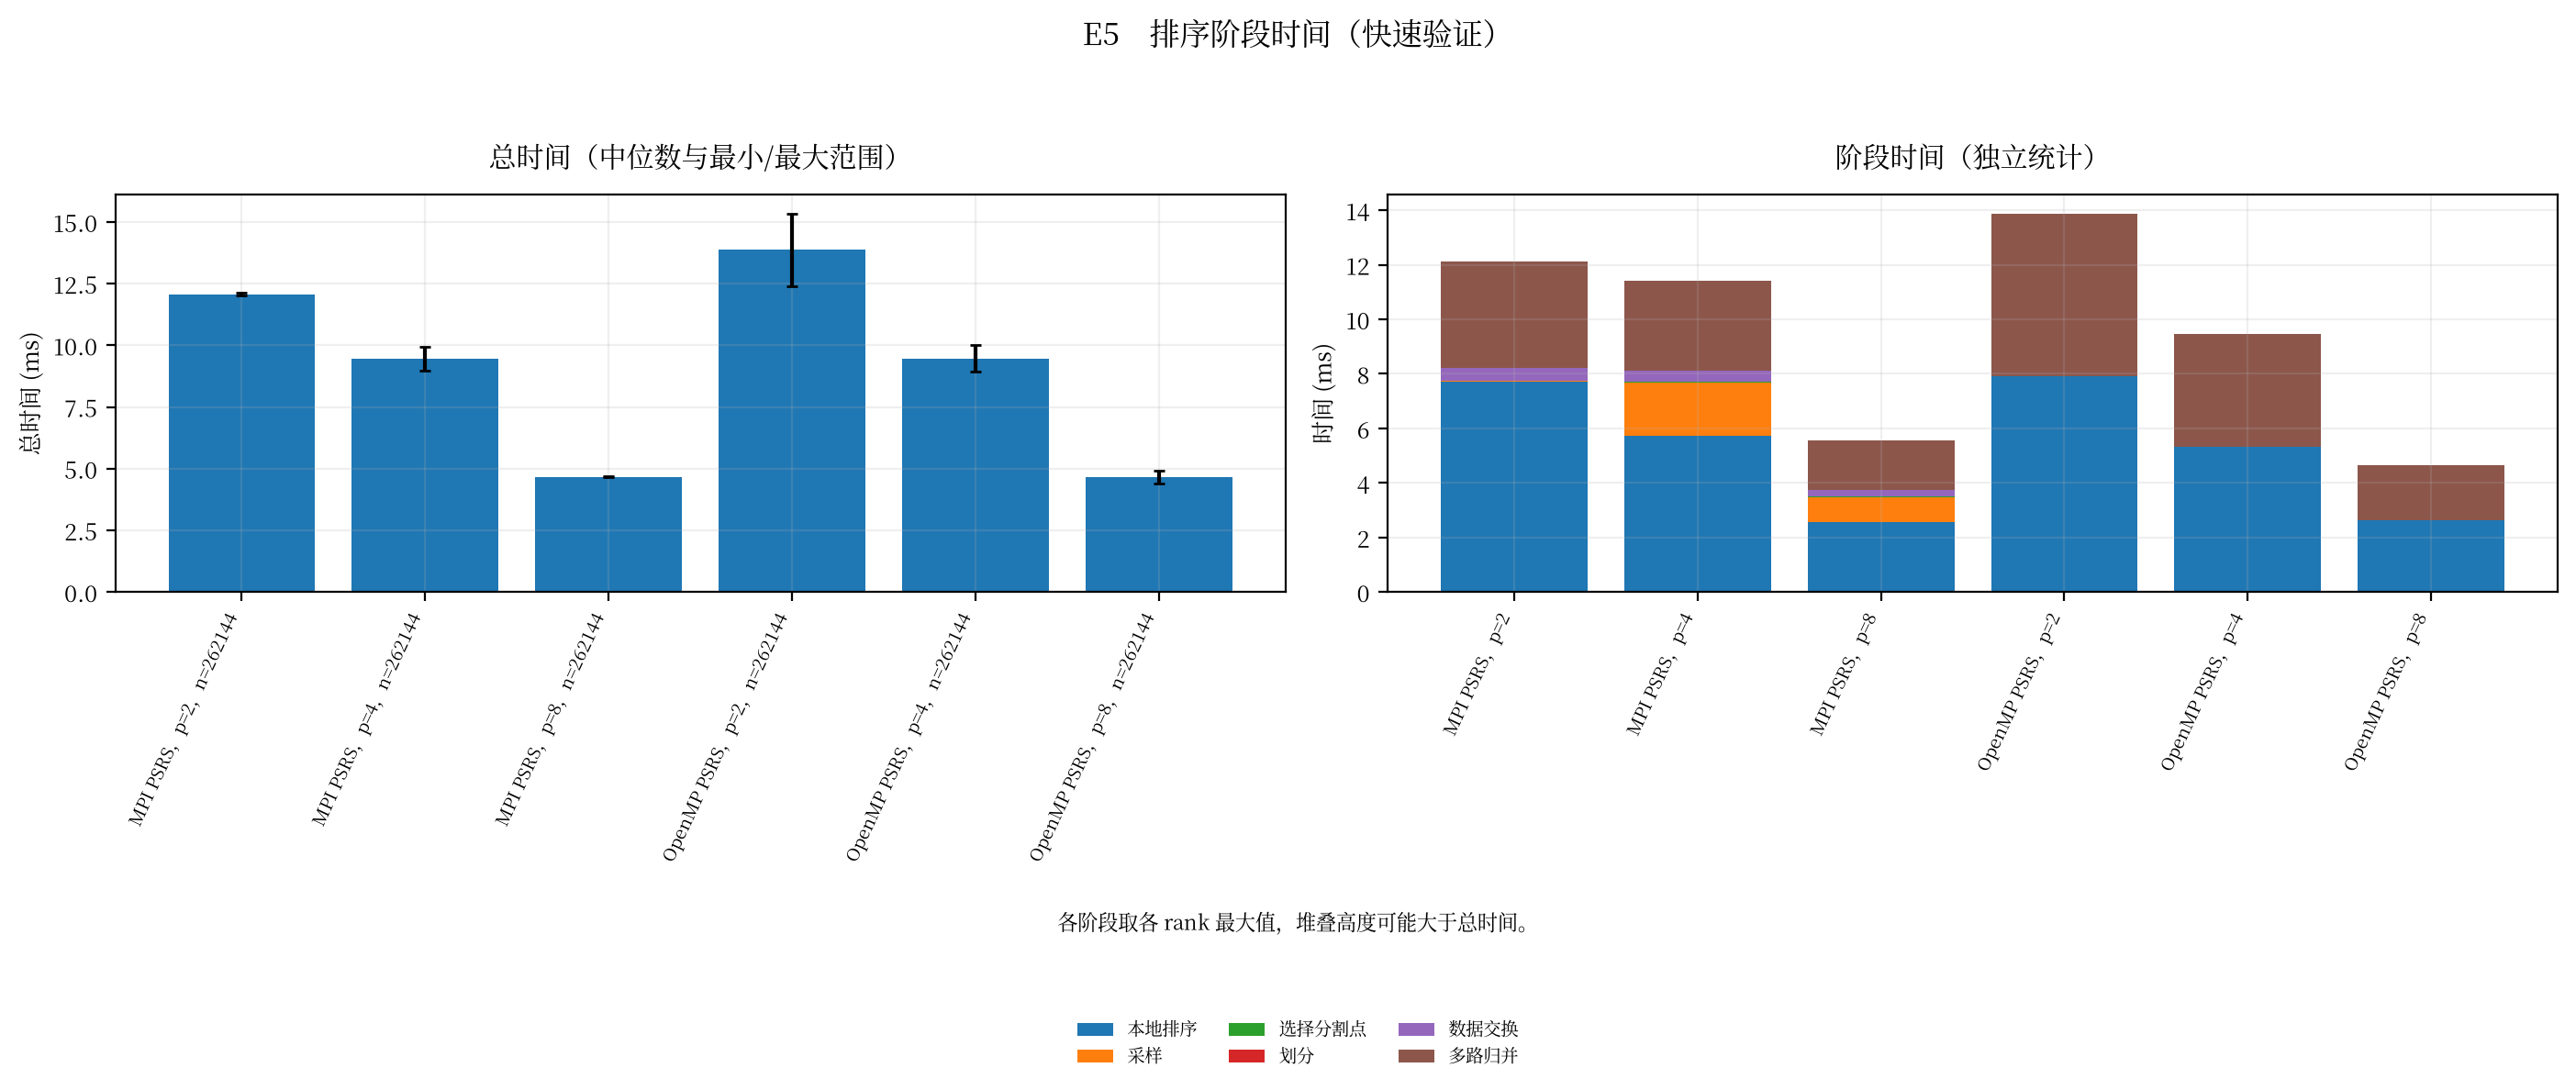 E5 排序阶段时间（快速验证）
总时间（中位数与最小/最大范围）
总时间 (ms)
15.0
12.5
10.0
7.5
5.0
2.5
0.0
MPI PSRS，p=2，n=262144
MPI PSRS，p=4，n=262144
MPI PSRS，p=8，n=262144
OpenMP PSRS，p=2，n=262144
OpenMP PSRS，p=4，n=262144
OpenMP PSRS，p=8，n=262144
阶段时间（独立统计）
时间 (ms)
14
12
10
8
6
4
2
0
MPI PSRS，p=2
MPI PSRS，p=4
MPI PSRS，p=8
OpenMP PSRS，p=2
OpenMP PSRS，p=4
OpenMP PSRS，p=8
各阶段取各 rank 最大值，堆叠高度可能大于总时间。
本地排序
采样
选择分割点
划分
数据交换
多路归并